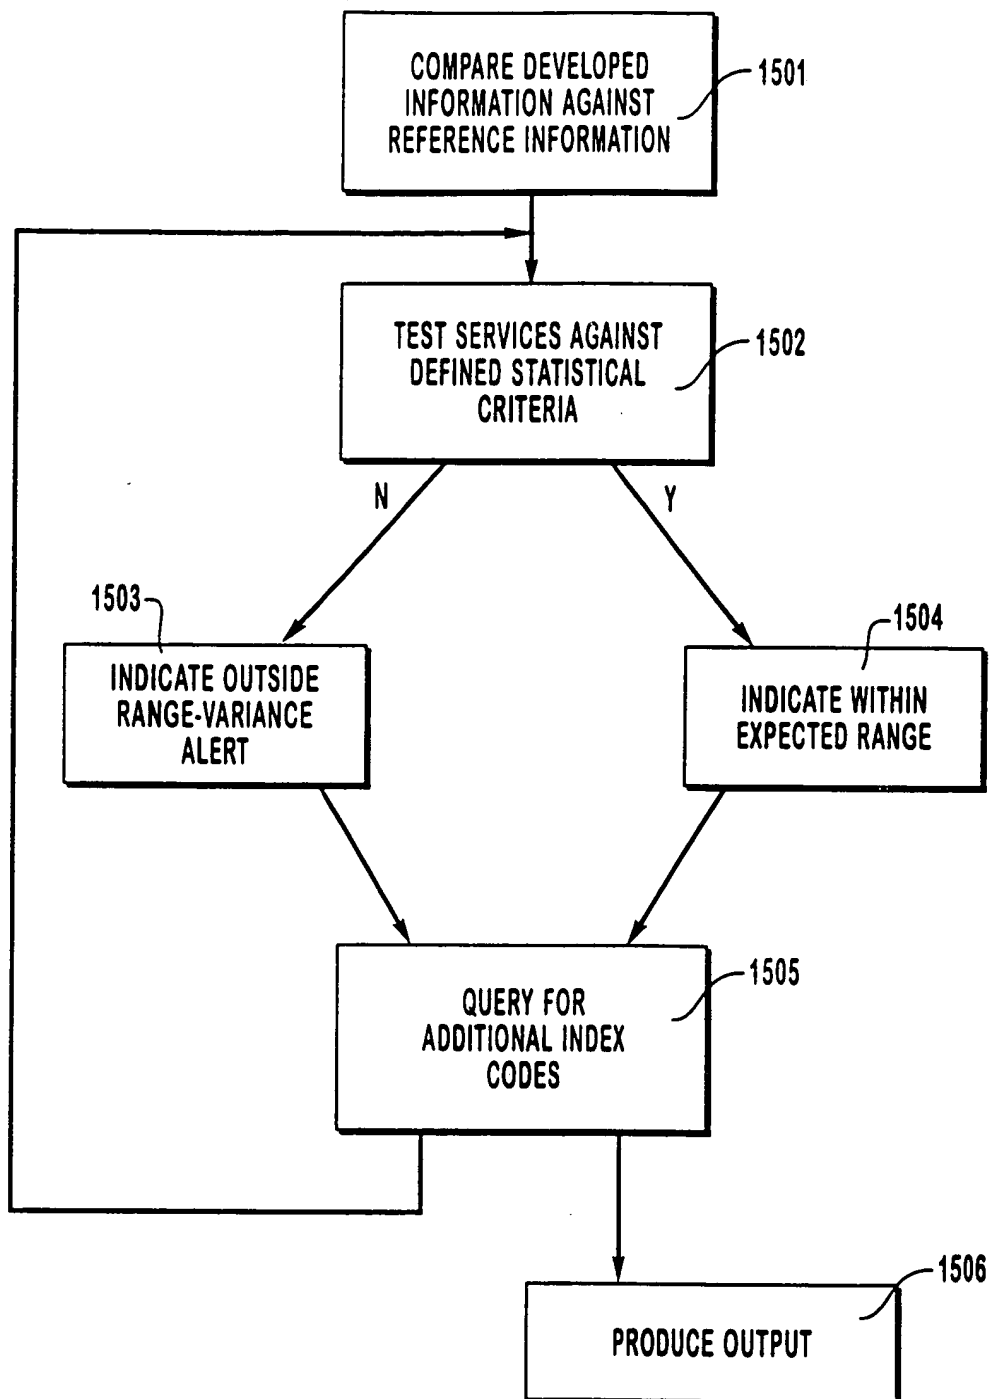 COMPARE DEVELOPED
INFORMATION AGAINST
REFERENCE INFORMATION
1501
TEST SERVICES AGAINST
DEFINED STATISTICAL
CRITERIA
1502
N
Y
1503
INDICATE OUTSIDE
RANGE-VARIANCE
ALERT
1504
INDICATE WITHIN
EXPECTED RANGE
1505
QUERY FOR
ADDITIONAL INDEX
CODES
1506
PRODUCE OUTPUT